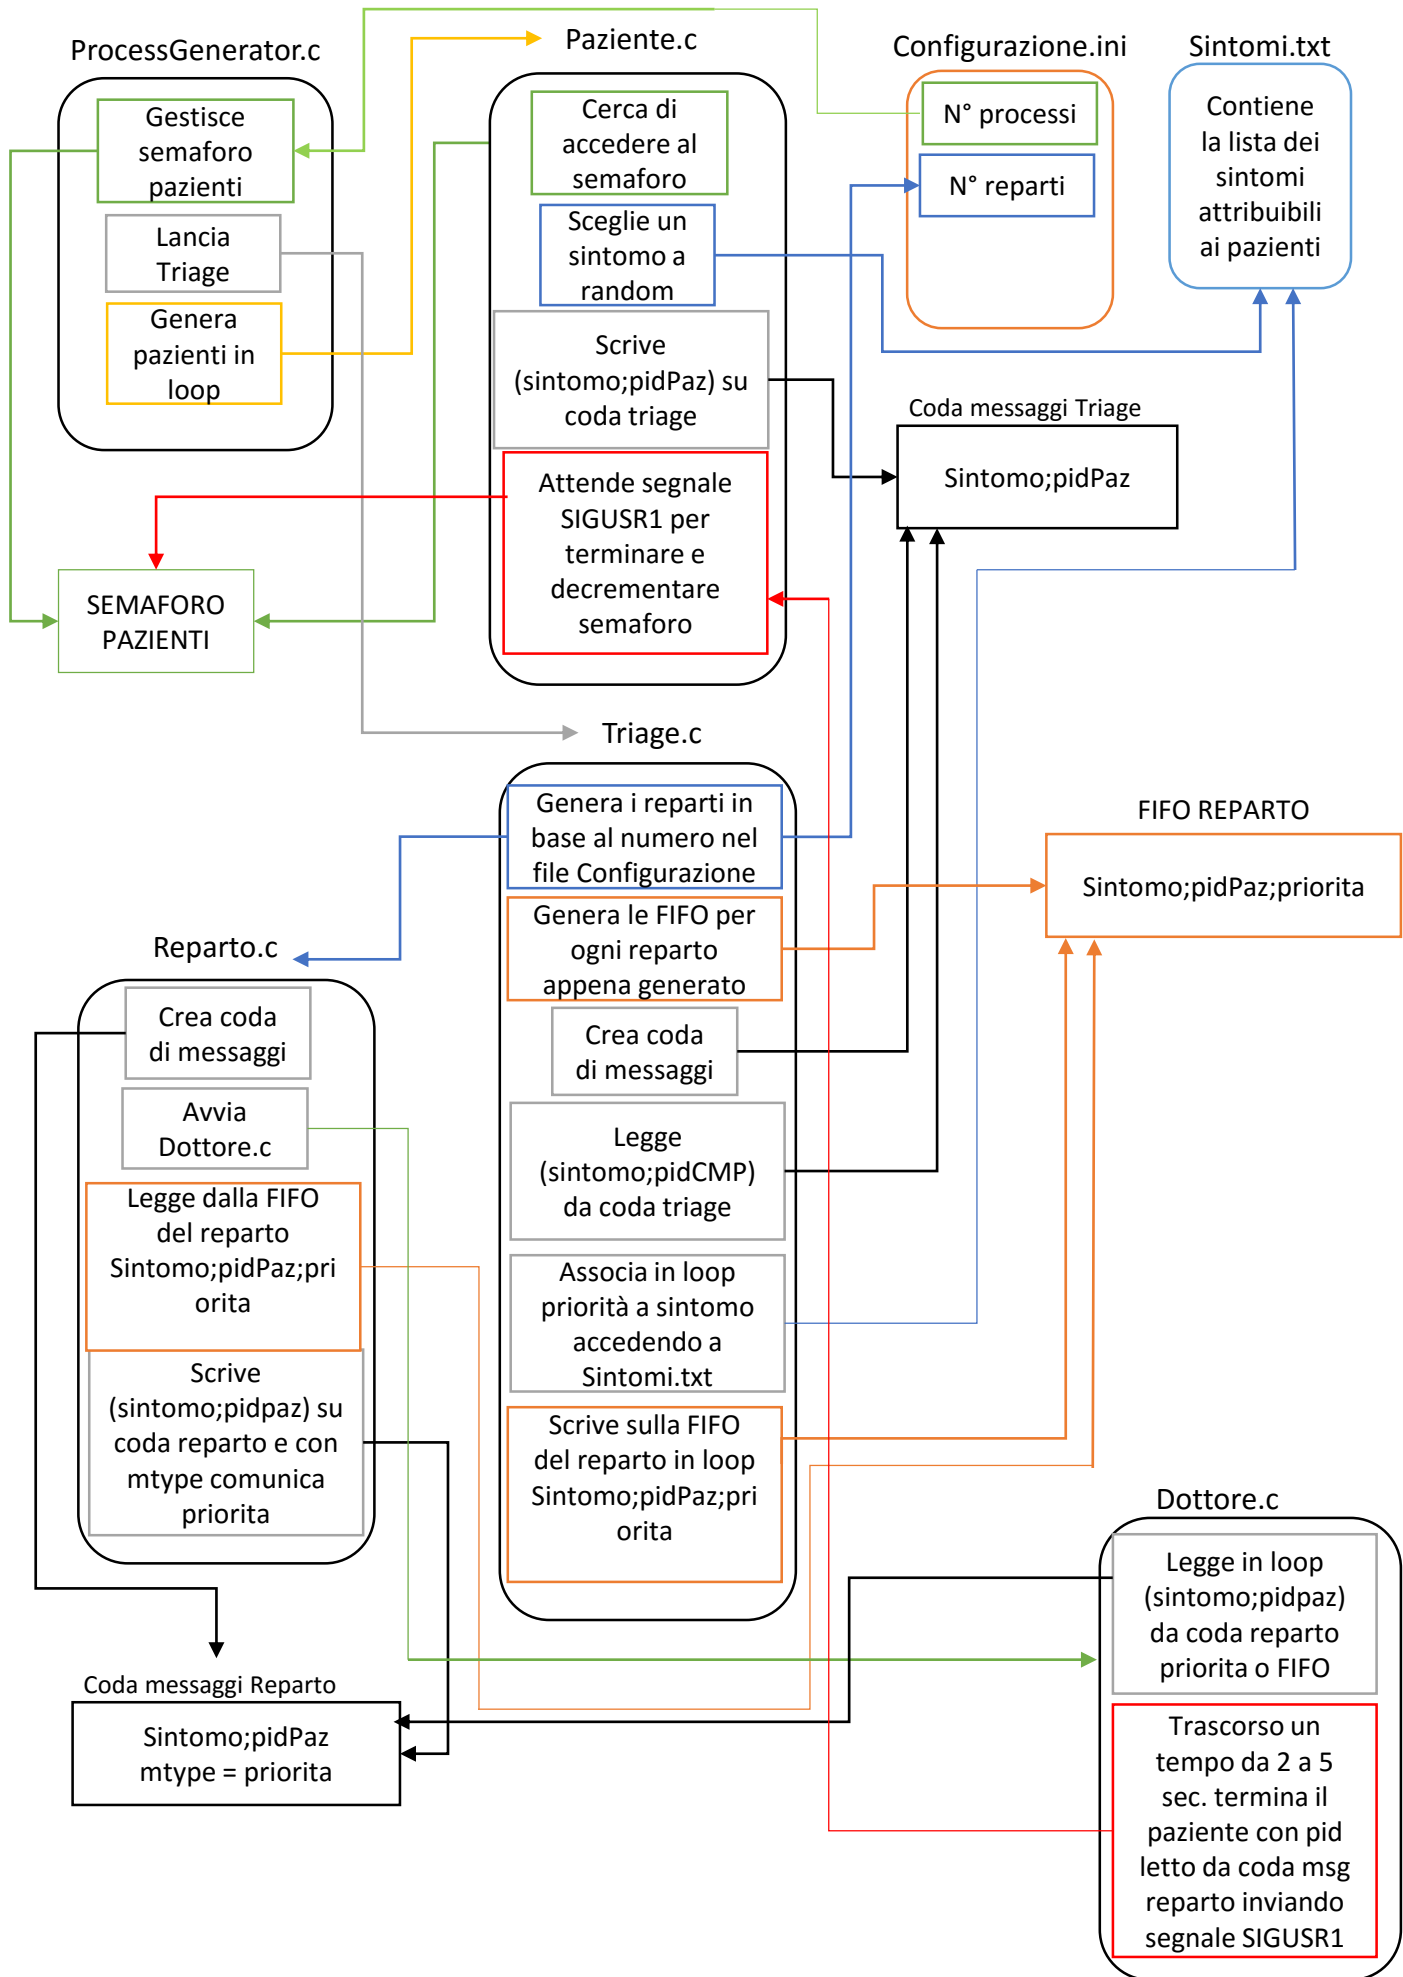 ProcessGenerator.c
Gestisce
semaforo
pazienti
Lancia
Triage
Genera
pazienti in
loop
SEMAFORO
PAZIENTI
Paziente.c
Cerca di
accedere al
semaforo
Sceglie un
sintomo a
random
Scrive
(sintomo;pidPaz) su
coda triage
Attende segnale
SIGUSR1 per
terminare e
decrementare
semaforo
Configurazione.ini
N° processi
N° reparti
Sintomi.txt
Contiene
la lista dei
sintomi
attribuibili
ai pazienti
Coda messaggi Triage
Sintomo;pidPaz
Triage.c
Genera i reparti in
base al numero nel
file Configurazione
Genera le FIFO per
ogni reparto
appena generato
Crea coda
di messaggi
Legge
(sintomo;pidCMP)
da coda triage
Associa in loop
priorità a sintomo
accedendo a
Sintomi.txt
Scrive sulla FIFO
del reparto in loop
Sintomo;pidPaz;pri
orita
FIFO REPARTO
Sintomo;pidPaz;priorita
Reparto.c
Crea coda
di messaggi
Avvia
Dottore.c
Legge dalla FIFO
del reparto
Sintomo;pidPaz;pri
orita
Scrive
(sintomo;pidpaz) su
coda reparto e con
mtype comunica
priorita
Coda messaggi Reparto
Sintomo;pidPaz
mtype = priorita
Dottore.c
Legge in loop
(sintomo;pidpaz)
da coda reparto
priorita o FIFO
Trascorso un
tempo da 2 a 5
sec. termina il
paziente con pid
letto da coda msg
reparto inviando
segnale SIGUSR1